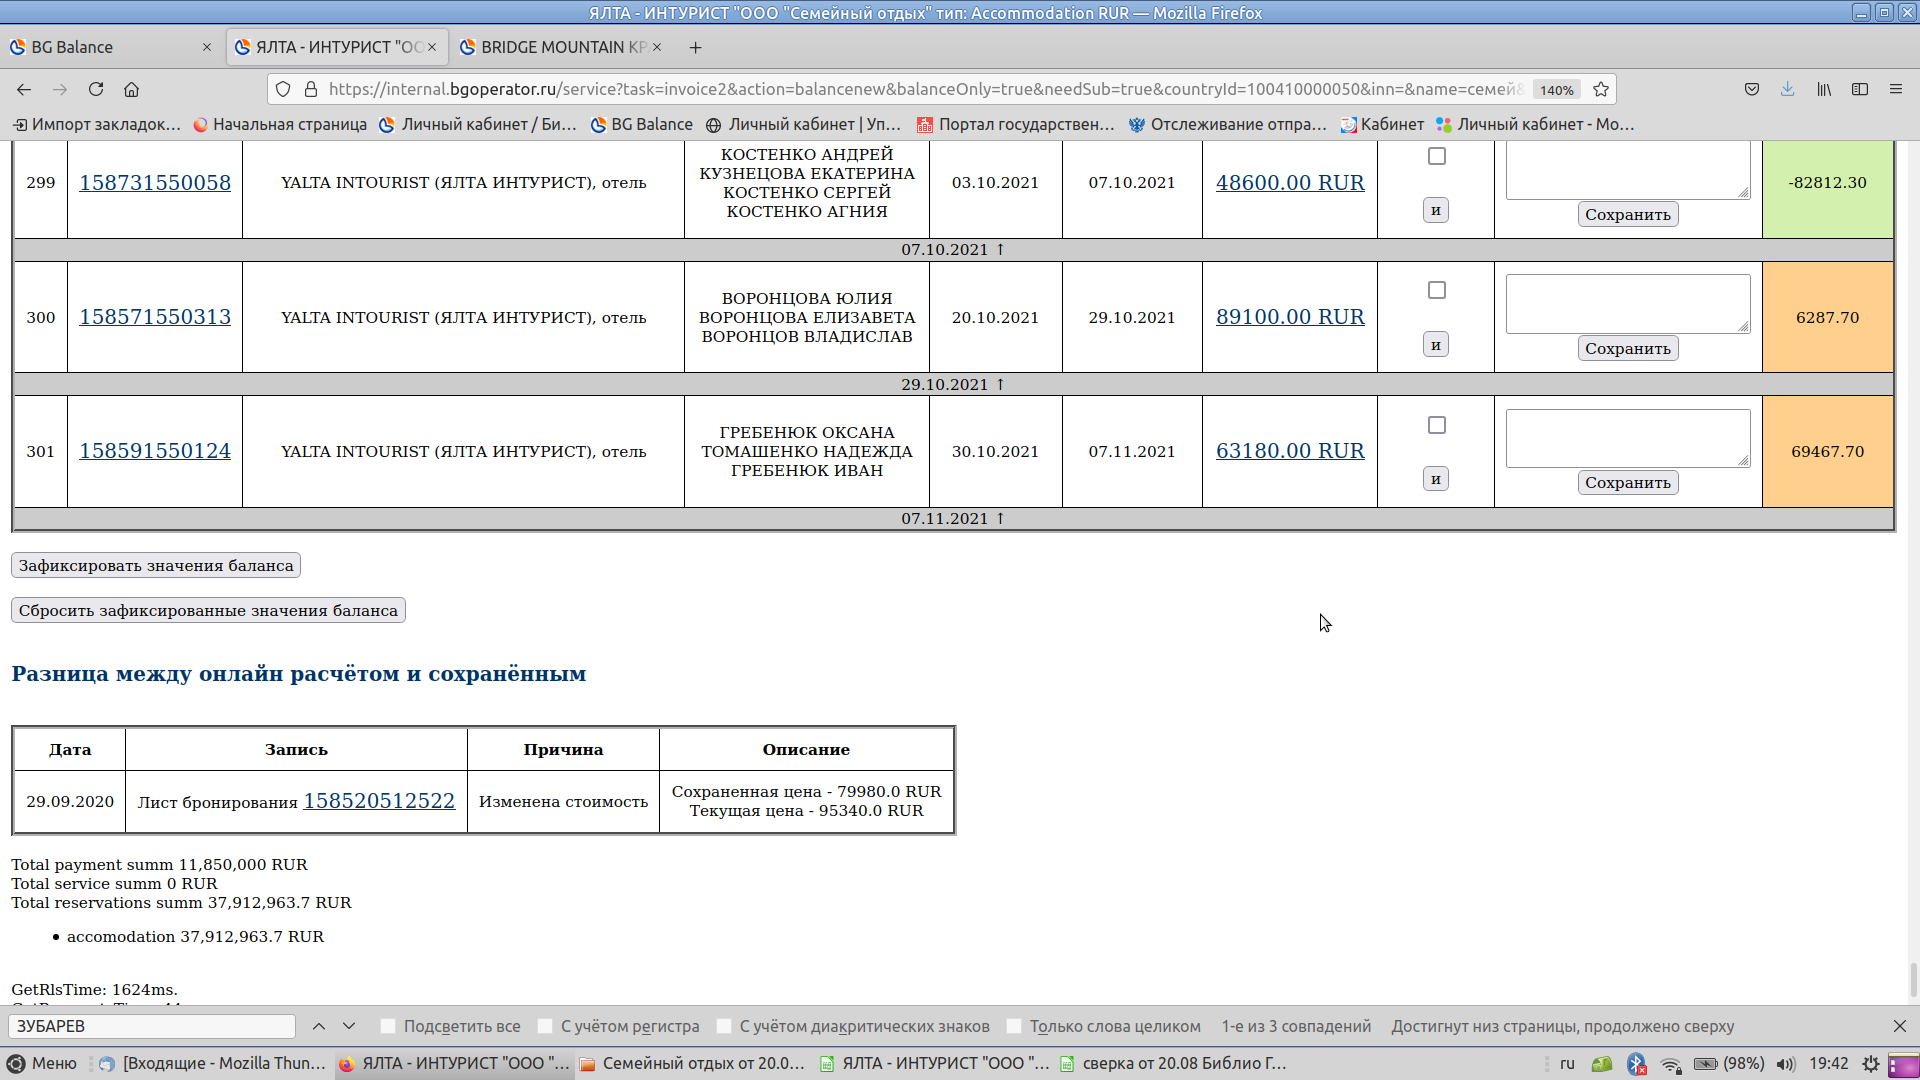 ЯЛТА - ИНТУРИСТ "ООО "Семейный отдых" тип: Accommodation RUR — Mozilla Firefox
BG Balance
ЯЛТА - ИНТУРИСТ "ОО
BRIDGE MOUNTAIN КР
https://internal.bgoperator.ru/service?task=invoice2&action=balancenew&balanceOnly=true&needSub=true&countryId=100410000050&inn=&name=семей&
140%
Импорт закладок…
Начальная страница
Личный кабинет / Би…
BG Balance
Личный кабинет | Уп…
Портал государствен…
Отслеживание отпра…
Кабинет
Личный кабинет - Мо…
299 158731550058 YALTA INTOURIST (ЯЛТА ИНТУРИСТ), отель
КОСТЕНКО АНДРЕЙ
КУЗНЕЦОВА ЕКАТЕРИНА
КОСТЕНКО СЕРГЕЙ
КОСТЕНКО АГНИЯ
03.10.2021 07.10.2021 48600.00 RUR
и
Сохранить
-82812.30
07.10.2021 ↑
300 158571550313 YALTA INTOURIST (ЯЛТА ИНТУРИСТ), отель
ВОРОНЦОВА ЮЛИЯ
ВОРОНЦОВА ЕЛИЗАВЕТА
ВОРОНЦОВ ВЛАДИСЛАВ
20.10.2021 29.10.2021 89100.00 RUR
и
Сохранить
6287.70
29.10.2021 ↑
301 158591550124 YALTA INTOURIST (ЯЛТА ИНТУРИСТ), отель
ГРЕБЕНЮК ОКСАНА
ТОМАШЕНКО НАДЕЖДА
ГРЕБЕНЮК ИВАН
30.10.2021 07.11.2021 63180.00 RUR
и
Сохранить
69467.70
07.11.2021 ↑
Зафиксировать значения баланса
Сбросить зафиксированные значения баланса
Разница между онлайн расчётом и сохранённым
Дата Запись Причина Описание
29.09.2020 Лист бронирования 158520512522 Изменена стоимость
Сохраненная цена - 79980.0 RUR
Текущая цена - 95340.0 RUR
Total payment summ 11,850,000 RUR
Total service summ 0 RUR
Total reservations summ 37,912,963.7 RUR
• accomodation 37,912,963.7 RUR
GetRlsTime: 1624ms.
ЗУБАРЕВ
Подсветить все
С учётом регистра
С учётом диакритических знаков
Только слова целиком
1-е из 3 совпадений
Достигнут низ страницы, продолжено сверху
Меню
[Входящие - Mozilla Thun…
ЯЛТА - ИНТУРИСТ "ООО "…
Семейный отдых от 20.0…
ЯЛТА - ИНТУРИСТ "ООО "…
сверка от 20.08 Библио Г…
ru
(98%)
19:42